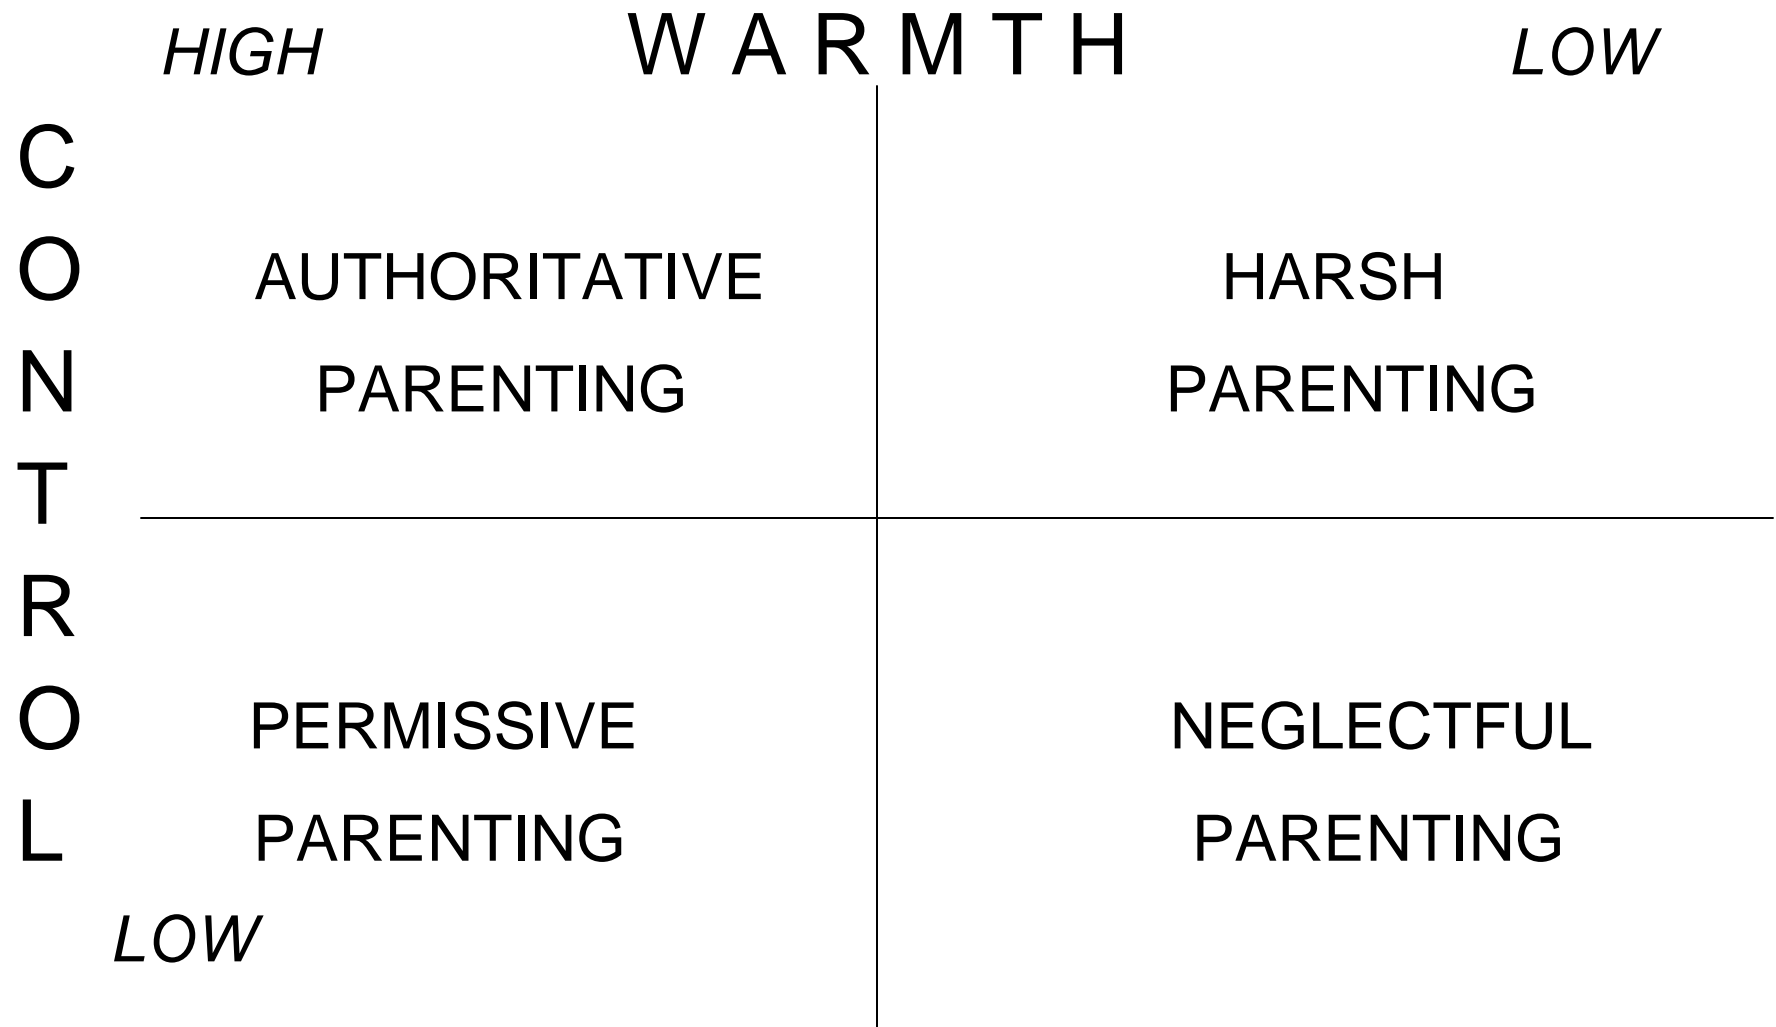 HIGH W A R M T H LOW
C
O AUTHORITATIVE HARSH
N PARENTING PARENTING
T
R
O PERMISSIVE NEGLECTFUL
L PARENTING PARENTING
LOW